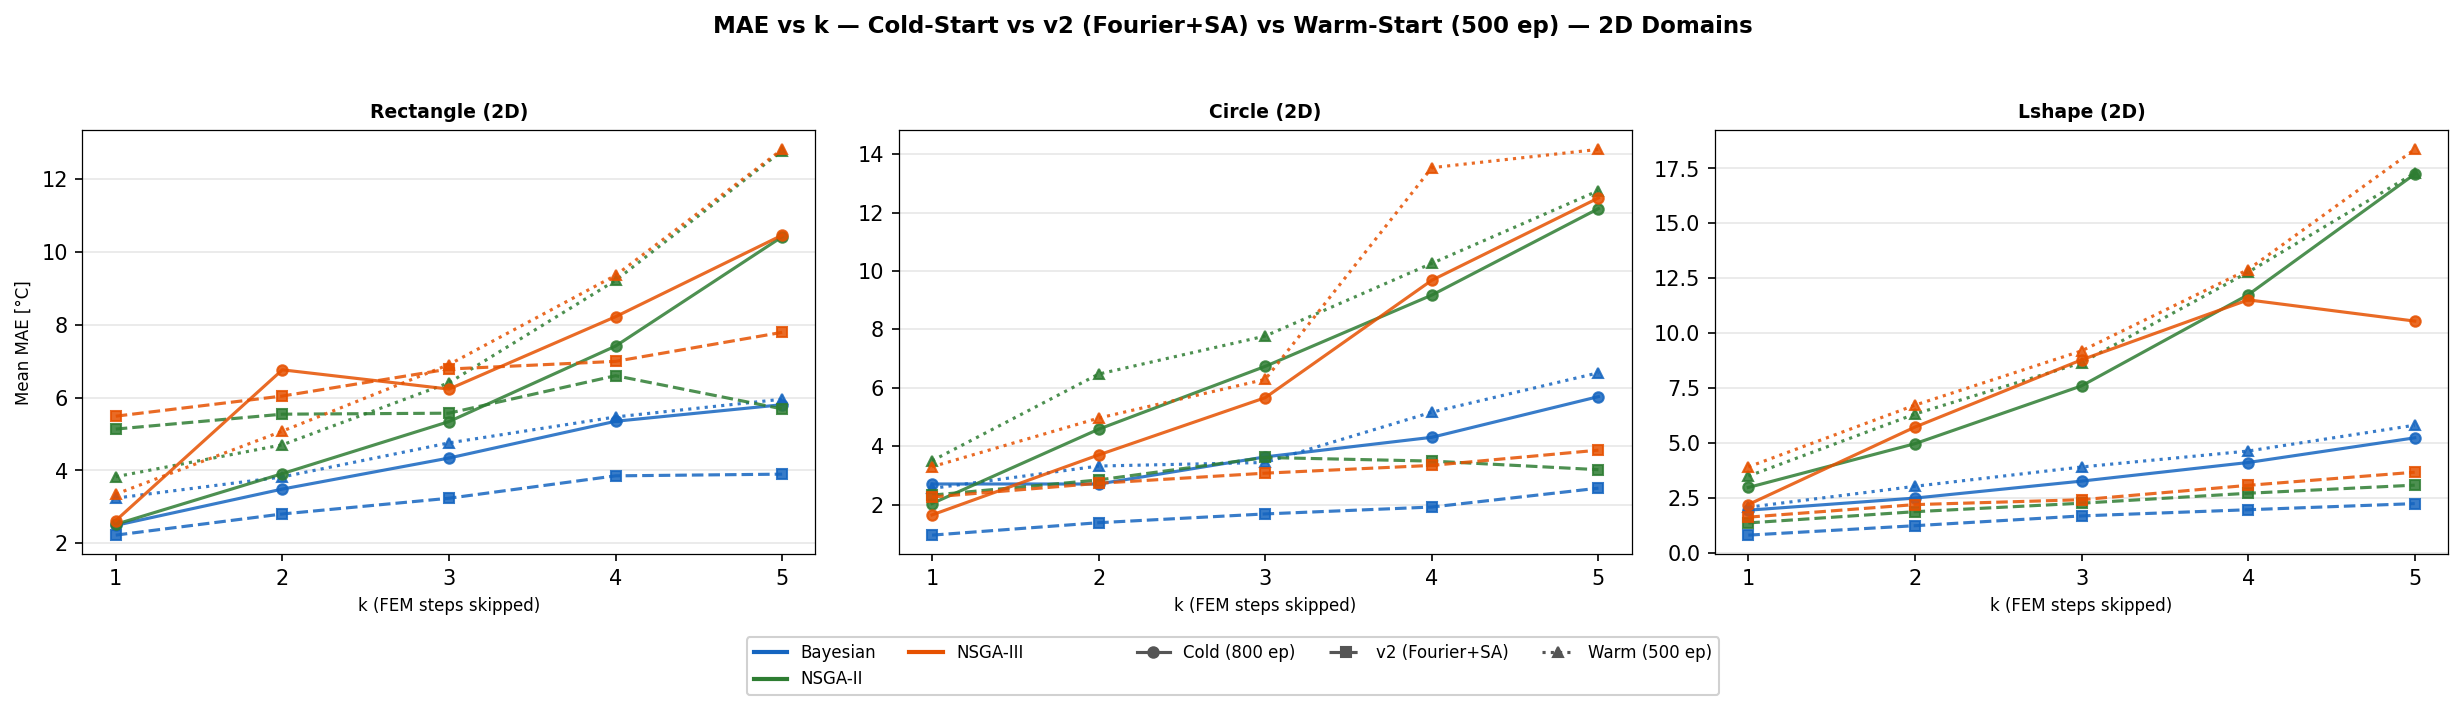 MAE vs k — Cold-Start vs v2 (Fourier+SA) vs Warm-Start (500 ep) — 2D Domains
Rectangle (2D)
Mean MAE [°C]
12
10
8
6
4
2
1 2 3 4 5
k (FEM steps skipped)
Circle (2D)
14
12
10
8
6
4
2
1 2 3 4 5
k (FEM steps skipped)
Lshape (2D)
17.5
15.0
12.5
10.0
7.5
5.0
2.5
0.0
1 2 3 4 5
k (FEM steps skipped)
Bayesian NSGA-III Cold (800 ep) v2 (Fourier+SA) Warm (500 ep)
NSGA-II